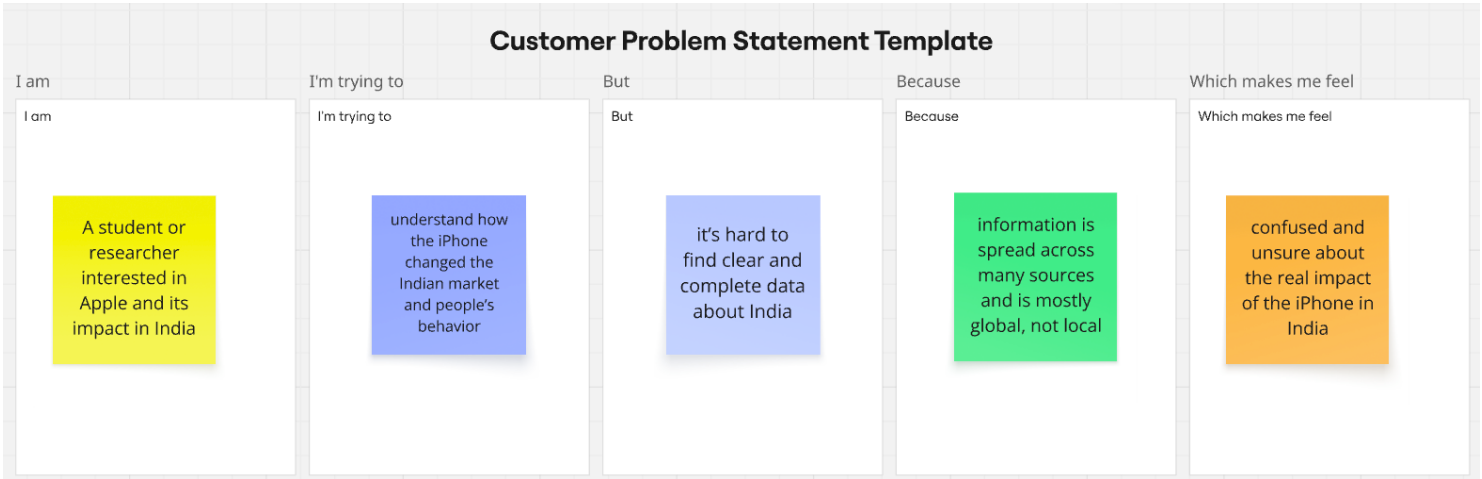 Customer Problem Statement Template
I am
I'm trying to
But
Because
Which makes me feel
I am
I'm trying to
But
Because
Which makes me feel
A student or
researcher
interested in
Apple and its
impact in India
understand how
the iPhone
changed the
Indian market
and people’s
behavior
it’s hard to
find clear and
complete data
about India
information is
spread across
many sources
and is mostly
global, not local
confused and
unsure about
the real impact
of the iPhone in
India